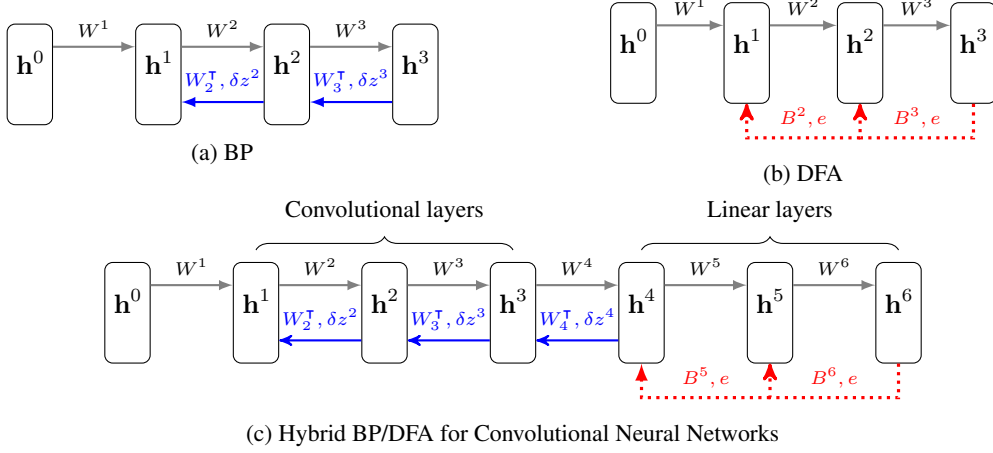 W¹ W² W³
h⁰ h¹ h² h³
W₂ᵀ, δz² W₃ᵀ, δz³
(a) BP
W¹ W² W³
h⁰ h¹ h² h³
B², e B³, e
(b) DFA
Convolutional layers Linear layers
W¹ W² W³ W⁴ W⁵ W⁶
h⁰ h¹ h² h³ h⁴ h⁵ h⁶
W₂ᵀ, δz² W₃ᵀ, δz³ W₄ᵀ, δz⁴
B⁵, e B⁶, e
(c) Hybrid BP/DFA for Convolutional Neural Networks